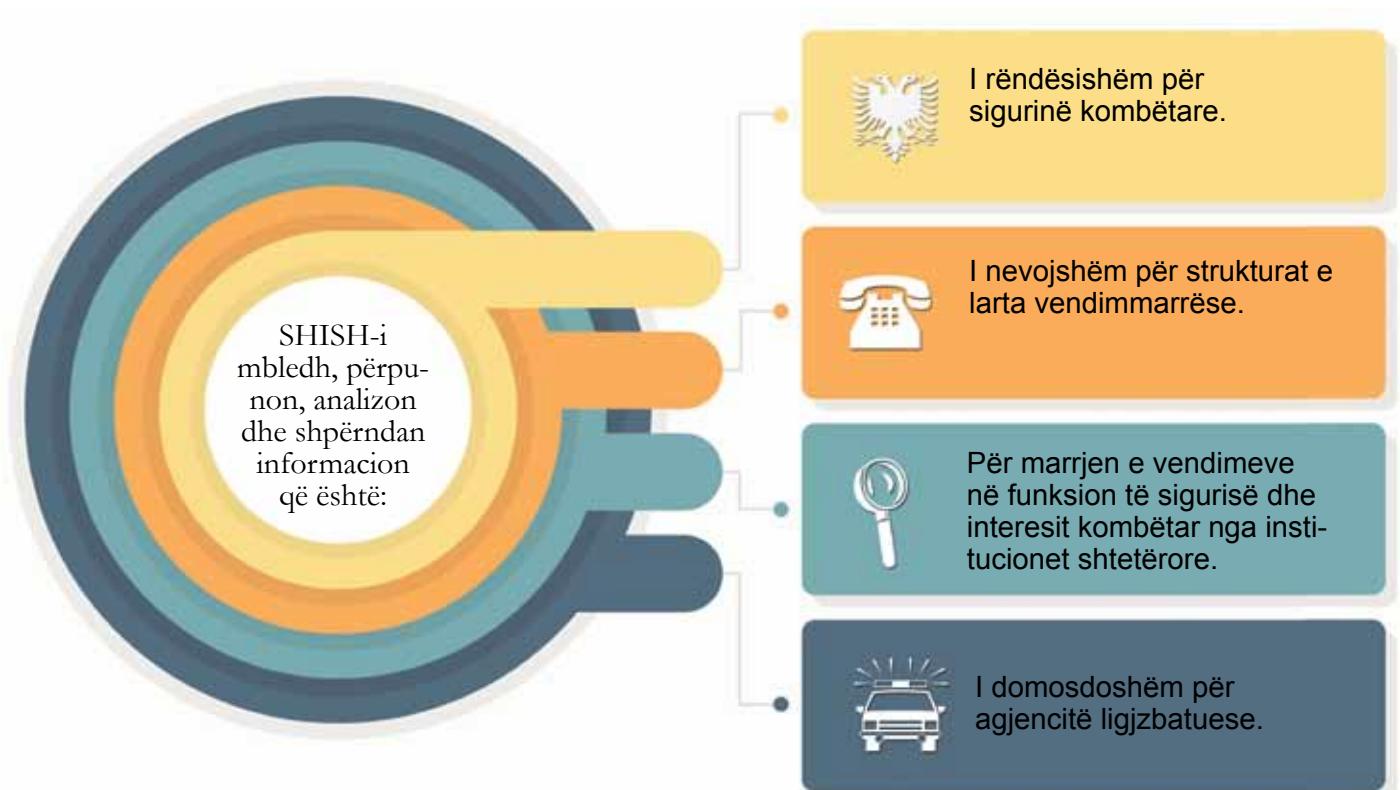 SHISH-i
mbledh, përpu-
non, analizon
dhe shpërndan
informacion
që është:
I rëndësishëm për
sigurinë kombëtare.
I nevojshëm për strukturat e
larta vendimmarrëse.
Për marrjen e vendimeve
në funksion të sigurisë dhe
interesit kombëtar nga insti-
tucionet shtetërore.
I domosdoshëm për
agjencitë ligjzbatuese.